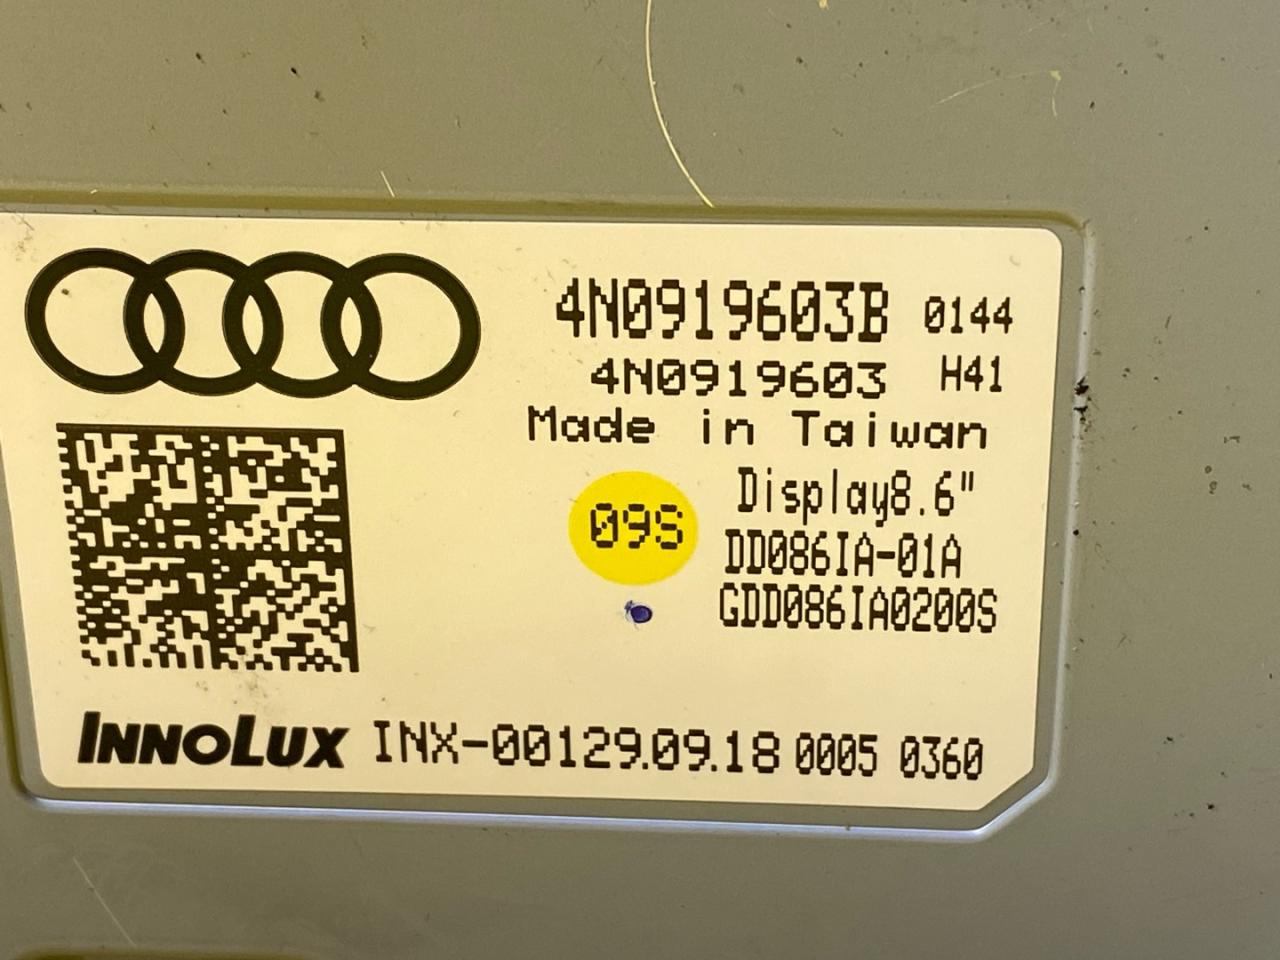 4N0919603B 0144
4N0919603 H41
Made in Taiwan
Display8.6"
09S
DD086IA-01A
GDD086IA0200S
INNOLUX INX-00129.09.18 0005 0360